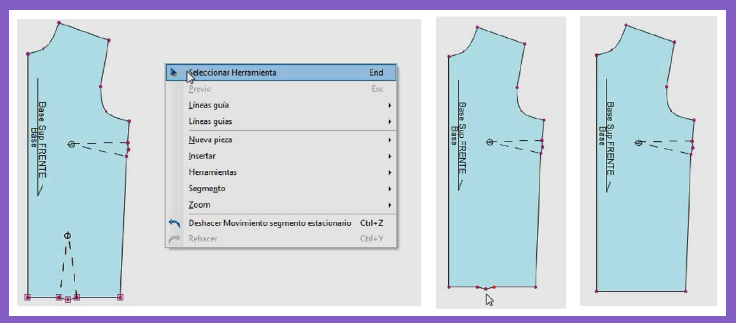 Base Sup FRENTE
Base
Seleccionar Herramienta End
Previo Esc
Líneas guía
Líneas guias
Nueva pieza
Insertar
Herramientas
Segmento
Zoom
Deshacer Movimiento segmento estacionario Ctrl+Z
Rehacer Ctrl+Y
Base Sup FRENTE
Base
Base Sup FRENTE
Base